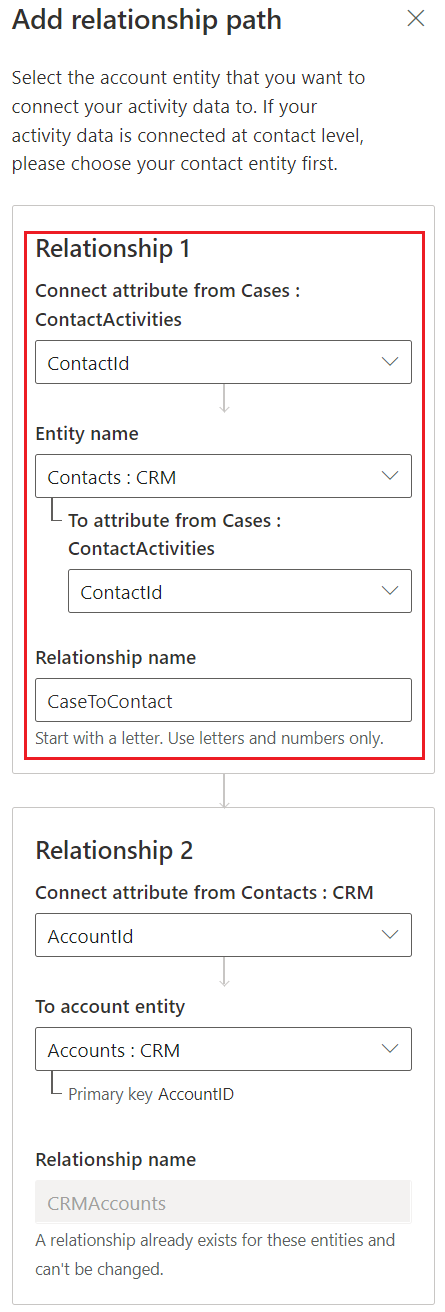 Add relationship path
Select the account entity that you want to
connect your activity data to. If your
activity data is connected at contact level,
please choose your contact entity first.
Relationship 1
Connect attribute from Cases :
ContactActivities
ContactId
Entity name
Contacts : CRM
To attribute from Cases :
ContactActivities
ContactId
Relationship name
CaseToContact
Start with a letter. Use letters and numbers only.
Relationship 2
Connect attribute from Contacts : CRM
AccountId
To account entity
Accounts : CRM
Primary key AccountID
Relationship name
CRMAccounts
A relationship already exists for these entities and
can't be changed.